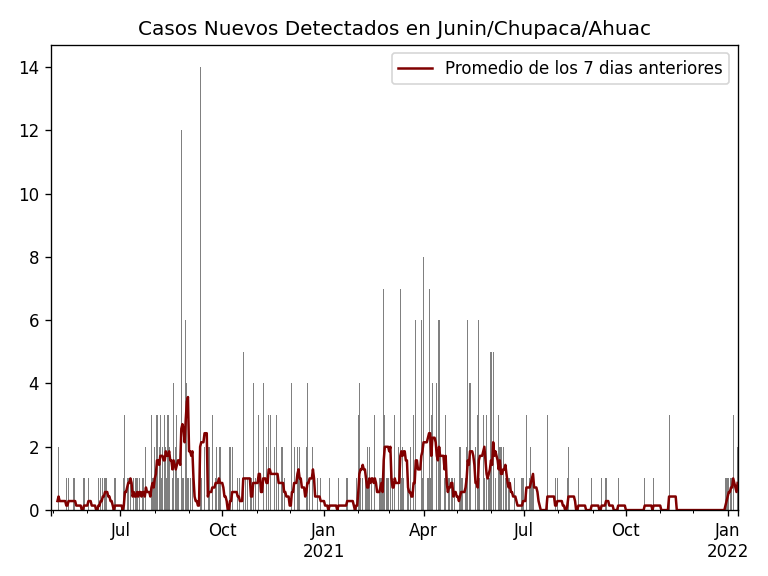 Casos Nuevos Detectados en Junin/Chupaca/Ahuac
Promedio de los 7 dias anteriores
14
12
10
8
6
4
2
0
Jul
Oct
Jan
2021
Apr
Jul
Oct
Jan
2022